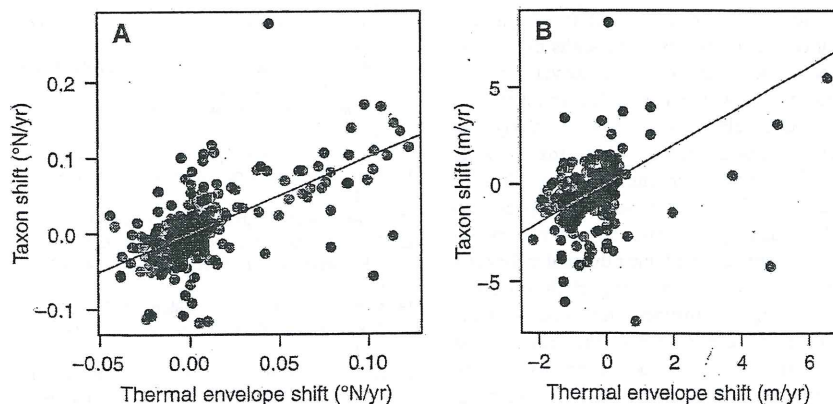 A
Taxon shift (°N/yr)
0.2
0.1
0.0
–0.1
–0.05
0.00
0.05
0.10
Thermal envelope shift (°N/yr)
B
Taxon shift (m/yr)
5
0
–5
–2
0
2
4
6
Thermal envelope shift (m/yr)